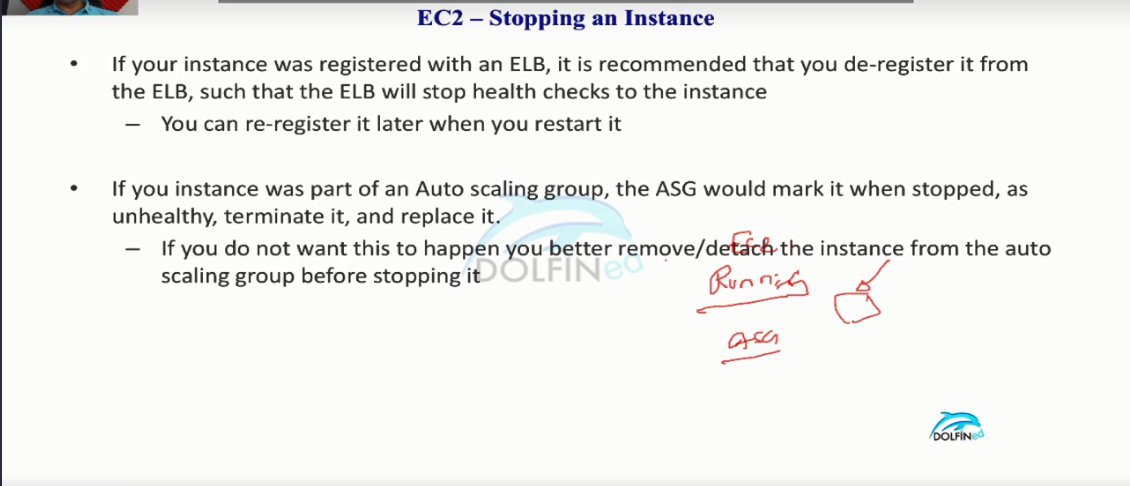 EC2 – Stopping an Instance
• If your instance was registered with an ELB, it is recommended that you de-register it from
the ELB, such that the ELB will stop health checks to the instance
– You can re-register it later when you restart it
• If you instance was part of an Auto scaling group, the ASG would mark it when stopped, as
unhealthy, terminate it, and replace it.
– If you do not want this to happen you better remove/detach the instance from the auto
scaling group before stopping it
DOLFINed
Running
ASG
DOLFINed